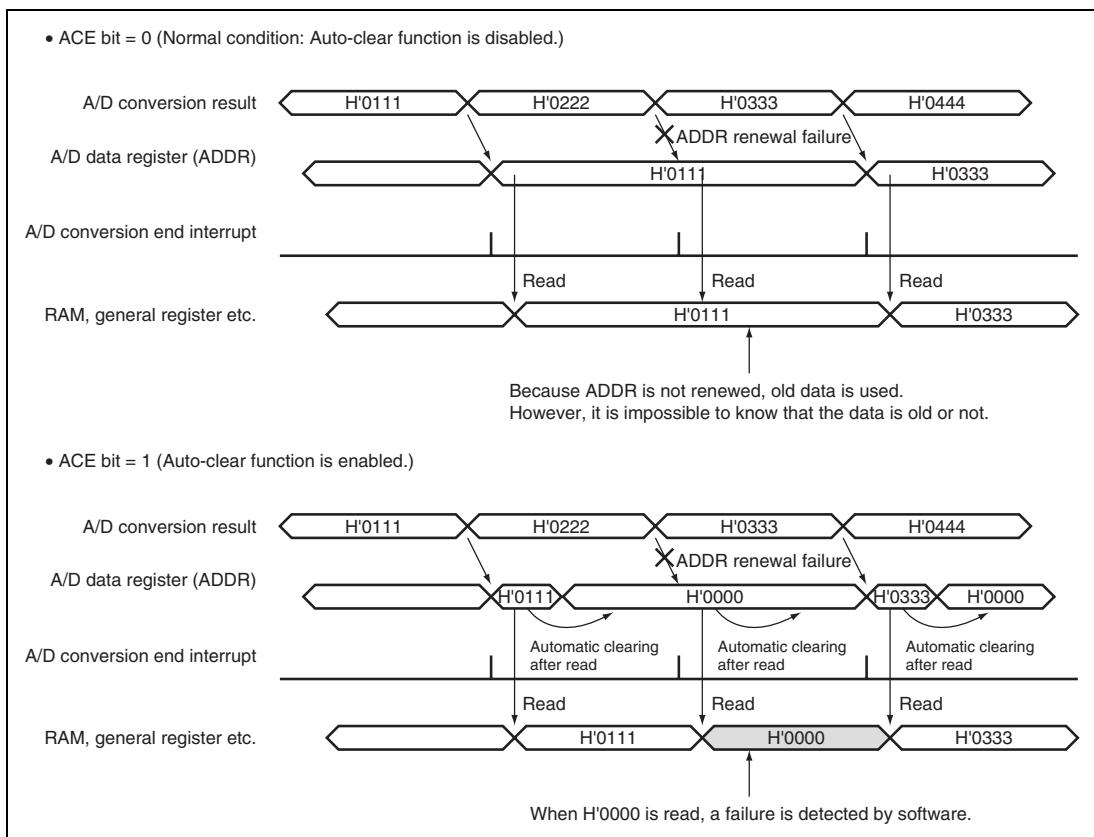 • ACE bit = 0 (Normal condition: Auto-clear function is disabled.)
A/D conversion result
H'0111
H'0222
H'0333
H'0444
ADDR renewal failure
A/D data register (ADDR)
H'0111
H'0333
A/D conversion end interrupt
Read
Read
Read
RAM, general register etc.
H'0111
H'0333
Because ADDR is not renewed, old data is used.
However, it is impossible to know that the data is old or not.
• ACE bit = 1 (Auto-clear function is enabled.)
A/D conversion result
H'0111
H'0222
H'0333
H'0444
ADDR renewal failure
A/D data register (ADDR)
H'0111
H'0000
H'0333
H'0000
Automatic clearing
after read
Automatic clearing
after read
Automatic clearing
after read
A/D conversion end interrupt
Read
Read
Read
RAM, general register etc.
H'0111
H'0000
H'0333
When H'0000 is read, a failure is detected by software.